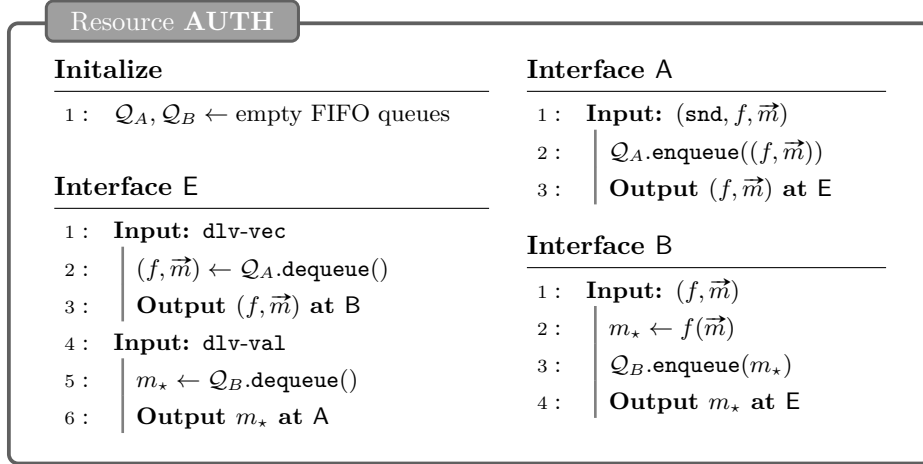 Resource AUTH
Initalize
1 : 𝒬_A, 𝒬_B ← empty FIFO queues
Interface E
1 : Input: dlv-vec
2 : (f, m⃗) ← 𝒬_A.dequeue()
3 : Output (f, m⃗) at B
4 : Input: dlv-val
5 : m⋆ ← 𝒬_B.dequeue()
6 : Output m⋆ at A
Interface A
1 : Input: (snd, f, m⃗)
2 : 𝒬_A.enqueue((f, m⃗))
3 : Output (f, m⃗) at E
Interface B
1 : Input: (f, m⃗)
2 : m⋆ ← f(m⃗)
3 : 𝒬_B.enqueue(m⋆)
4 : Output m⋆ at E